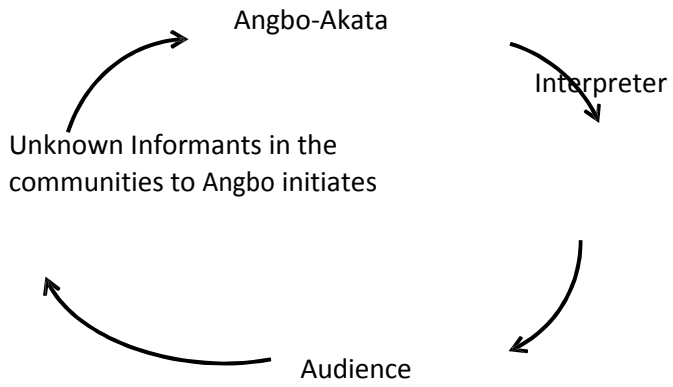 Angbo-Akata
Interpreter
Unknown Informants in the
communities to Angbo initiates
Audience